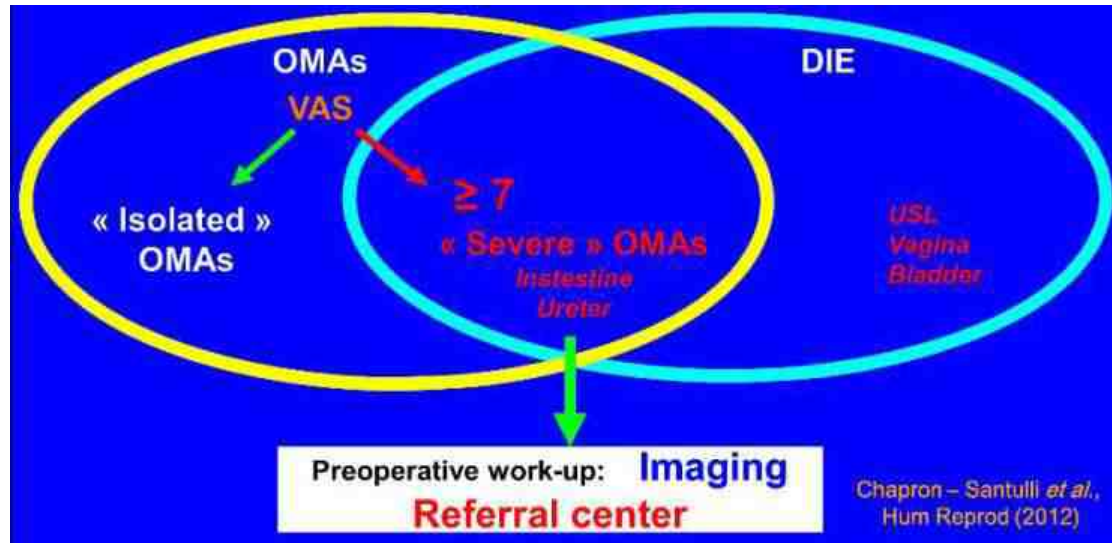 OMAs
VAS
« Isolated »
OMAs
≥ 7
« Severe » OMAs
Instestine
Ureter
DIE
USL
Vagina
Bladder
Preoperative work-up: Imaging
Referral center
Chapron – Santulli et al.,
Hum Reprod (2012)